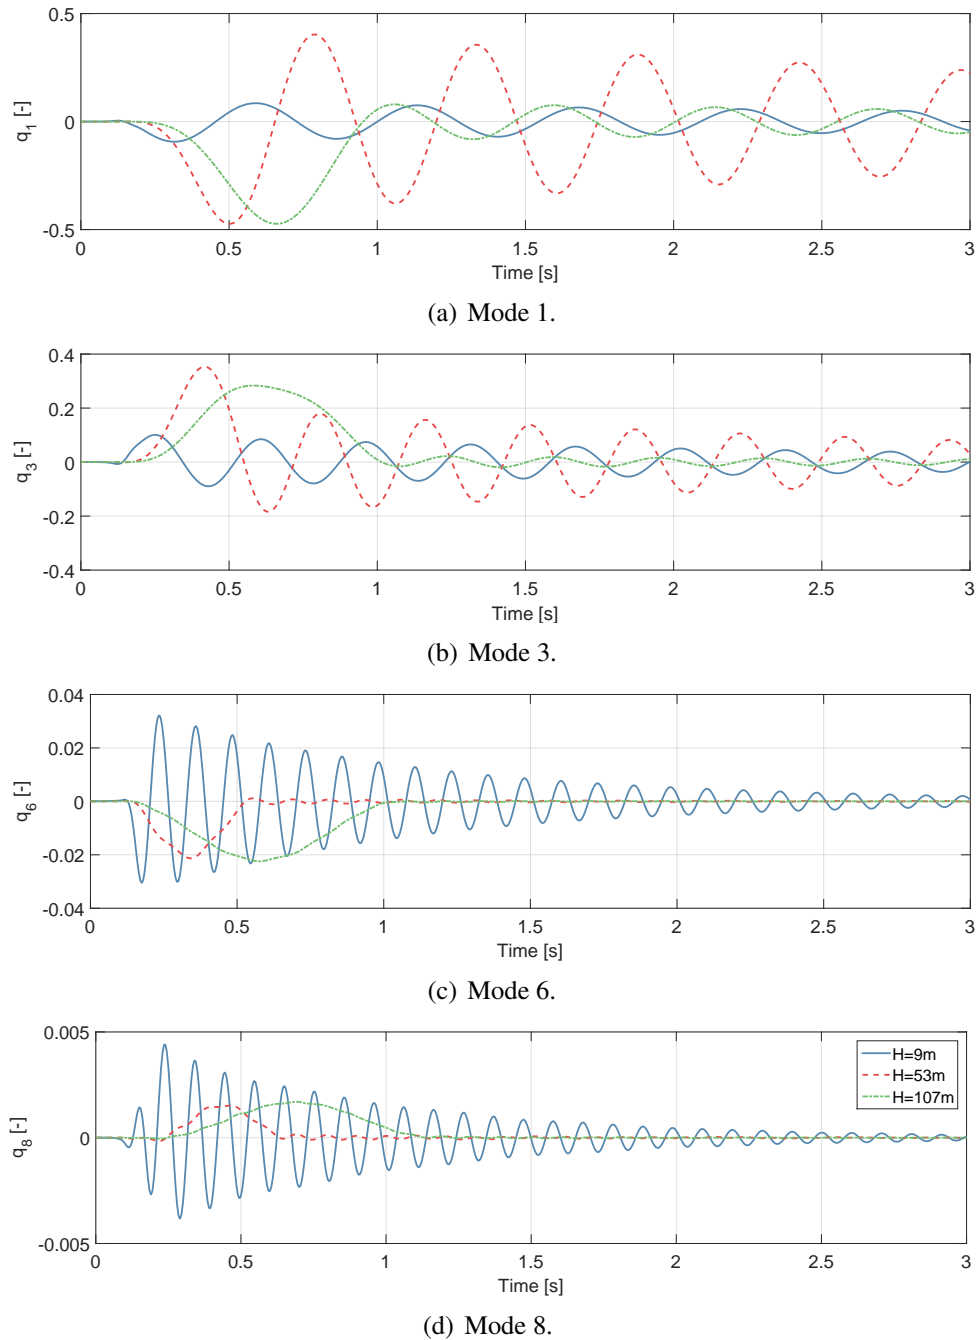 0.5
0
-0.5
q1 [-]
0 0.5 1 1.5 2 2.5 3
Time [s]
(a) Mode 1.
0.4
0.2
0
-0.2
-0.4
q3 [-]
0 0.5 1 1.5 2 2.5 3
Time [s]
(b) Mode 3.
0.04
0.02
0
-0.02
-0.04
q6 [-]
0 0.5 1 1.5 2 2.5 3
Time [s]
(c) Mode 6.
0.005
0
-0.005
q8 [-]
H=9m
H=53m
H=107m
0 0.5 1 1.5 2 2.5 3
Time [s]
(d) Mode 8.